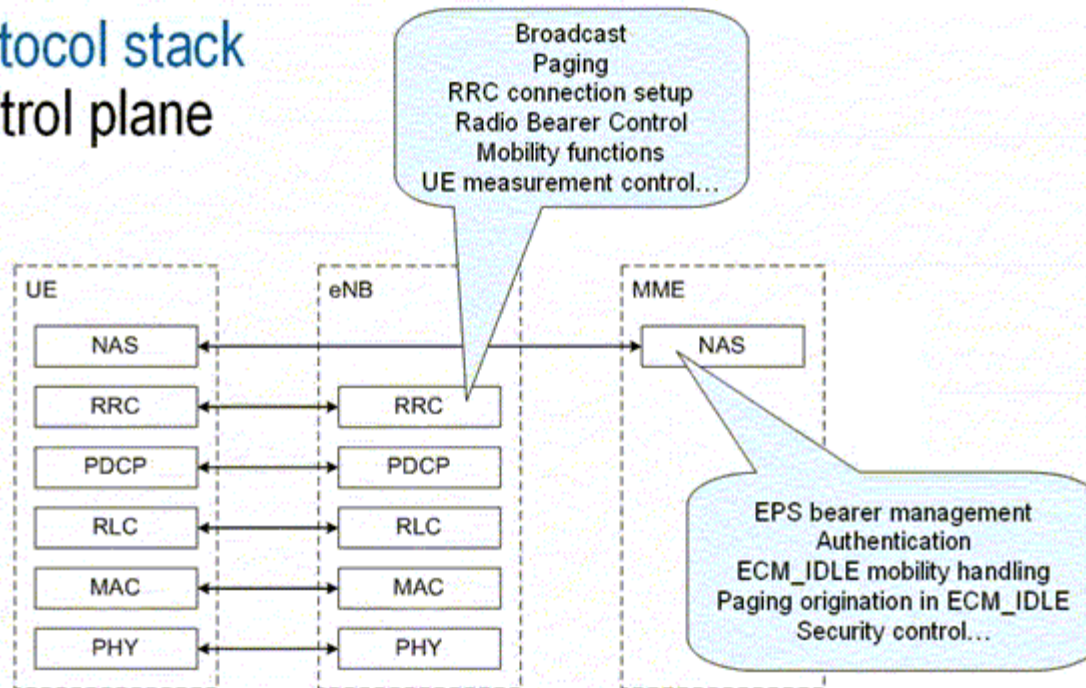 tocol stack
trol plane
Broadcast
Paging
RRC connection setup
Radio Bearer Control
Mobility functions
UE measurement control...
UE
eNB
MME
NAS
NAS
RRC
RRC
PDCP
PDCP
RLC
RLC
MAC
MAC
PHY
PHY
EPS bearer management
Authentication
ECM_IDLE mobility handling
Paging origination in ECM_IDLE
Security control...